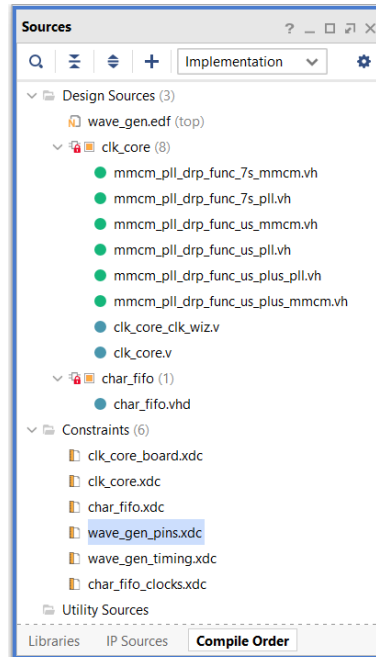 Sources ? _
Implementation
Design Sources (3)
wave_gen.edf (top)
clk_core (8)
mmcm_pll_drp_func_7s_mmcm.vh
mmcm_pll_drp_func_7s_pll.vh
mmcm_pll_drp_func_us_mmcm.vh
mmcm_pll_drp_func_us_pll.vh
mmcm_pll_drp_func_us_plus_pll.vh
mmcm_pll_drp_func_us_plus_mmcm.vh
clk_core_clk_wiz.v
clk_core.v
char_fifo (1)
char_fifo.vhd
Constraints (6)
clk_core_board.xdc
clk_core.xdc
char_fifo.xdc
wave_gen_pins.xdc
wave_gen_timing.xdc
char_fifo_clocks.xdc
Utility Sources
Libraries IP Sources Compile Order